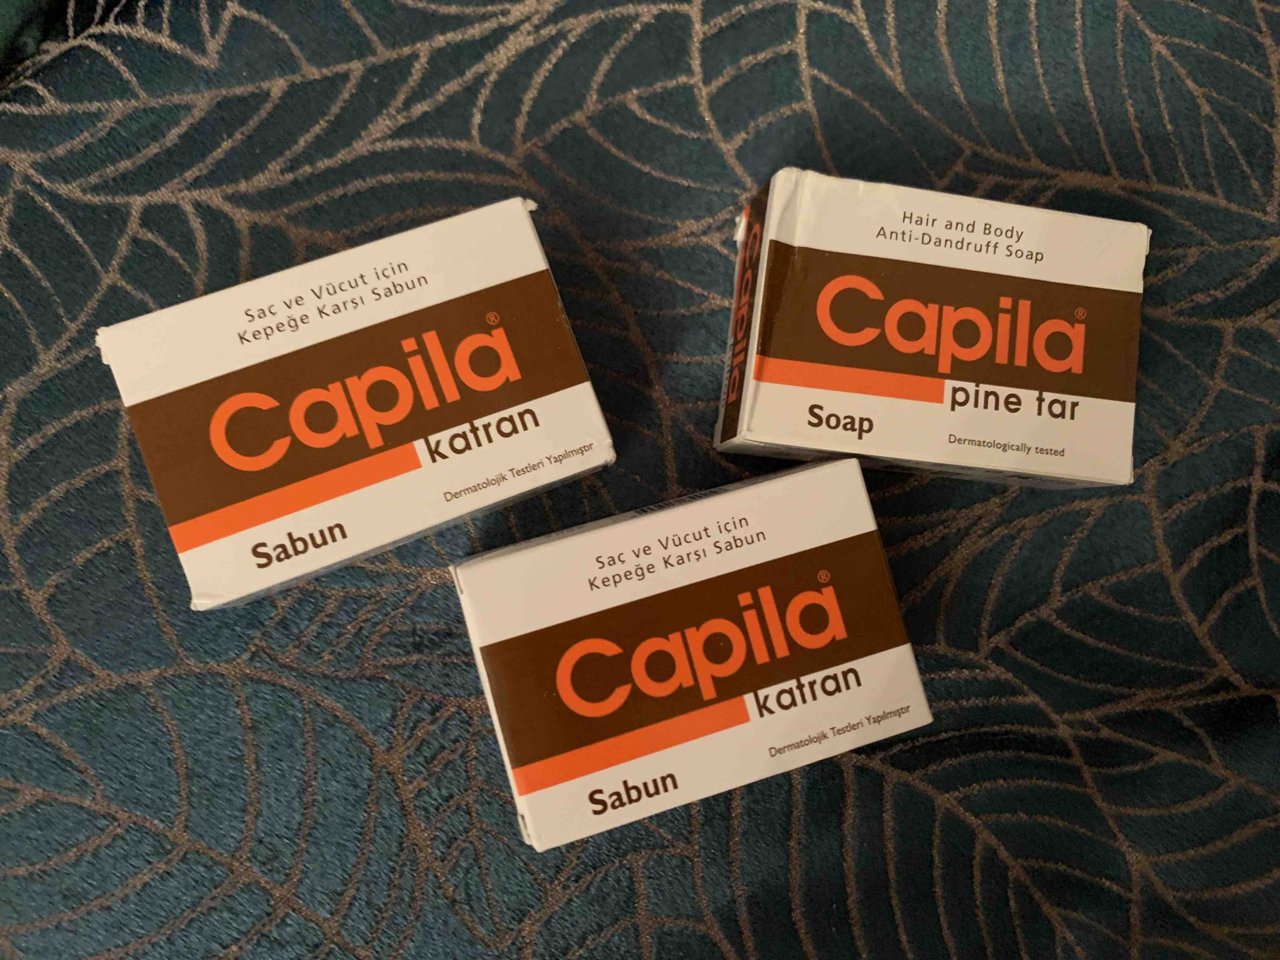 Saç ve Vücut için
Kepeğe Karşı Sabun
Capila®
katran
Dermatolojik Testleri Yapılmıştır
Sabun
Capila
Hair and Body
Anti-Dandruff Soap
Capila®
pine tar
Soap
Dermatologically tested
Saç ve Vücut için
Kepeğe Karşı Sabun
Capila®
katran
Dermatolojik Testleri Yapılmıştır
Sabun